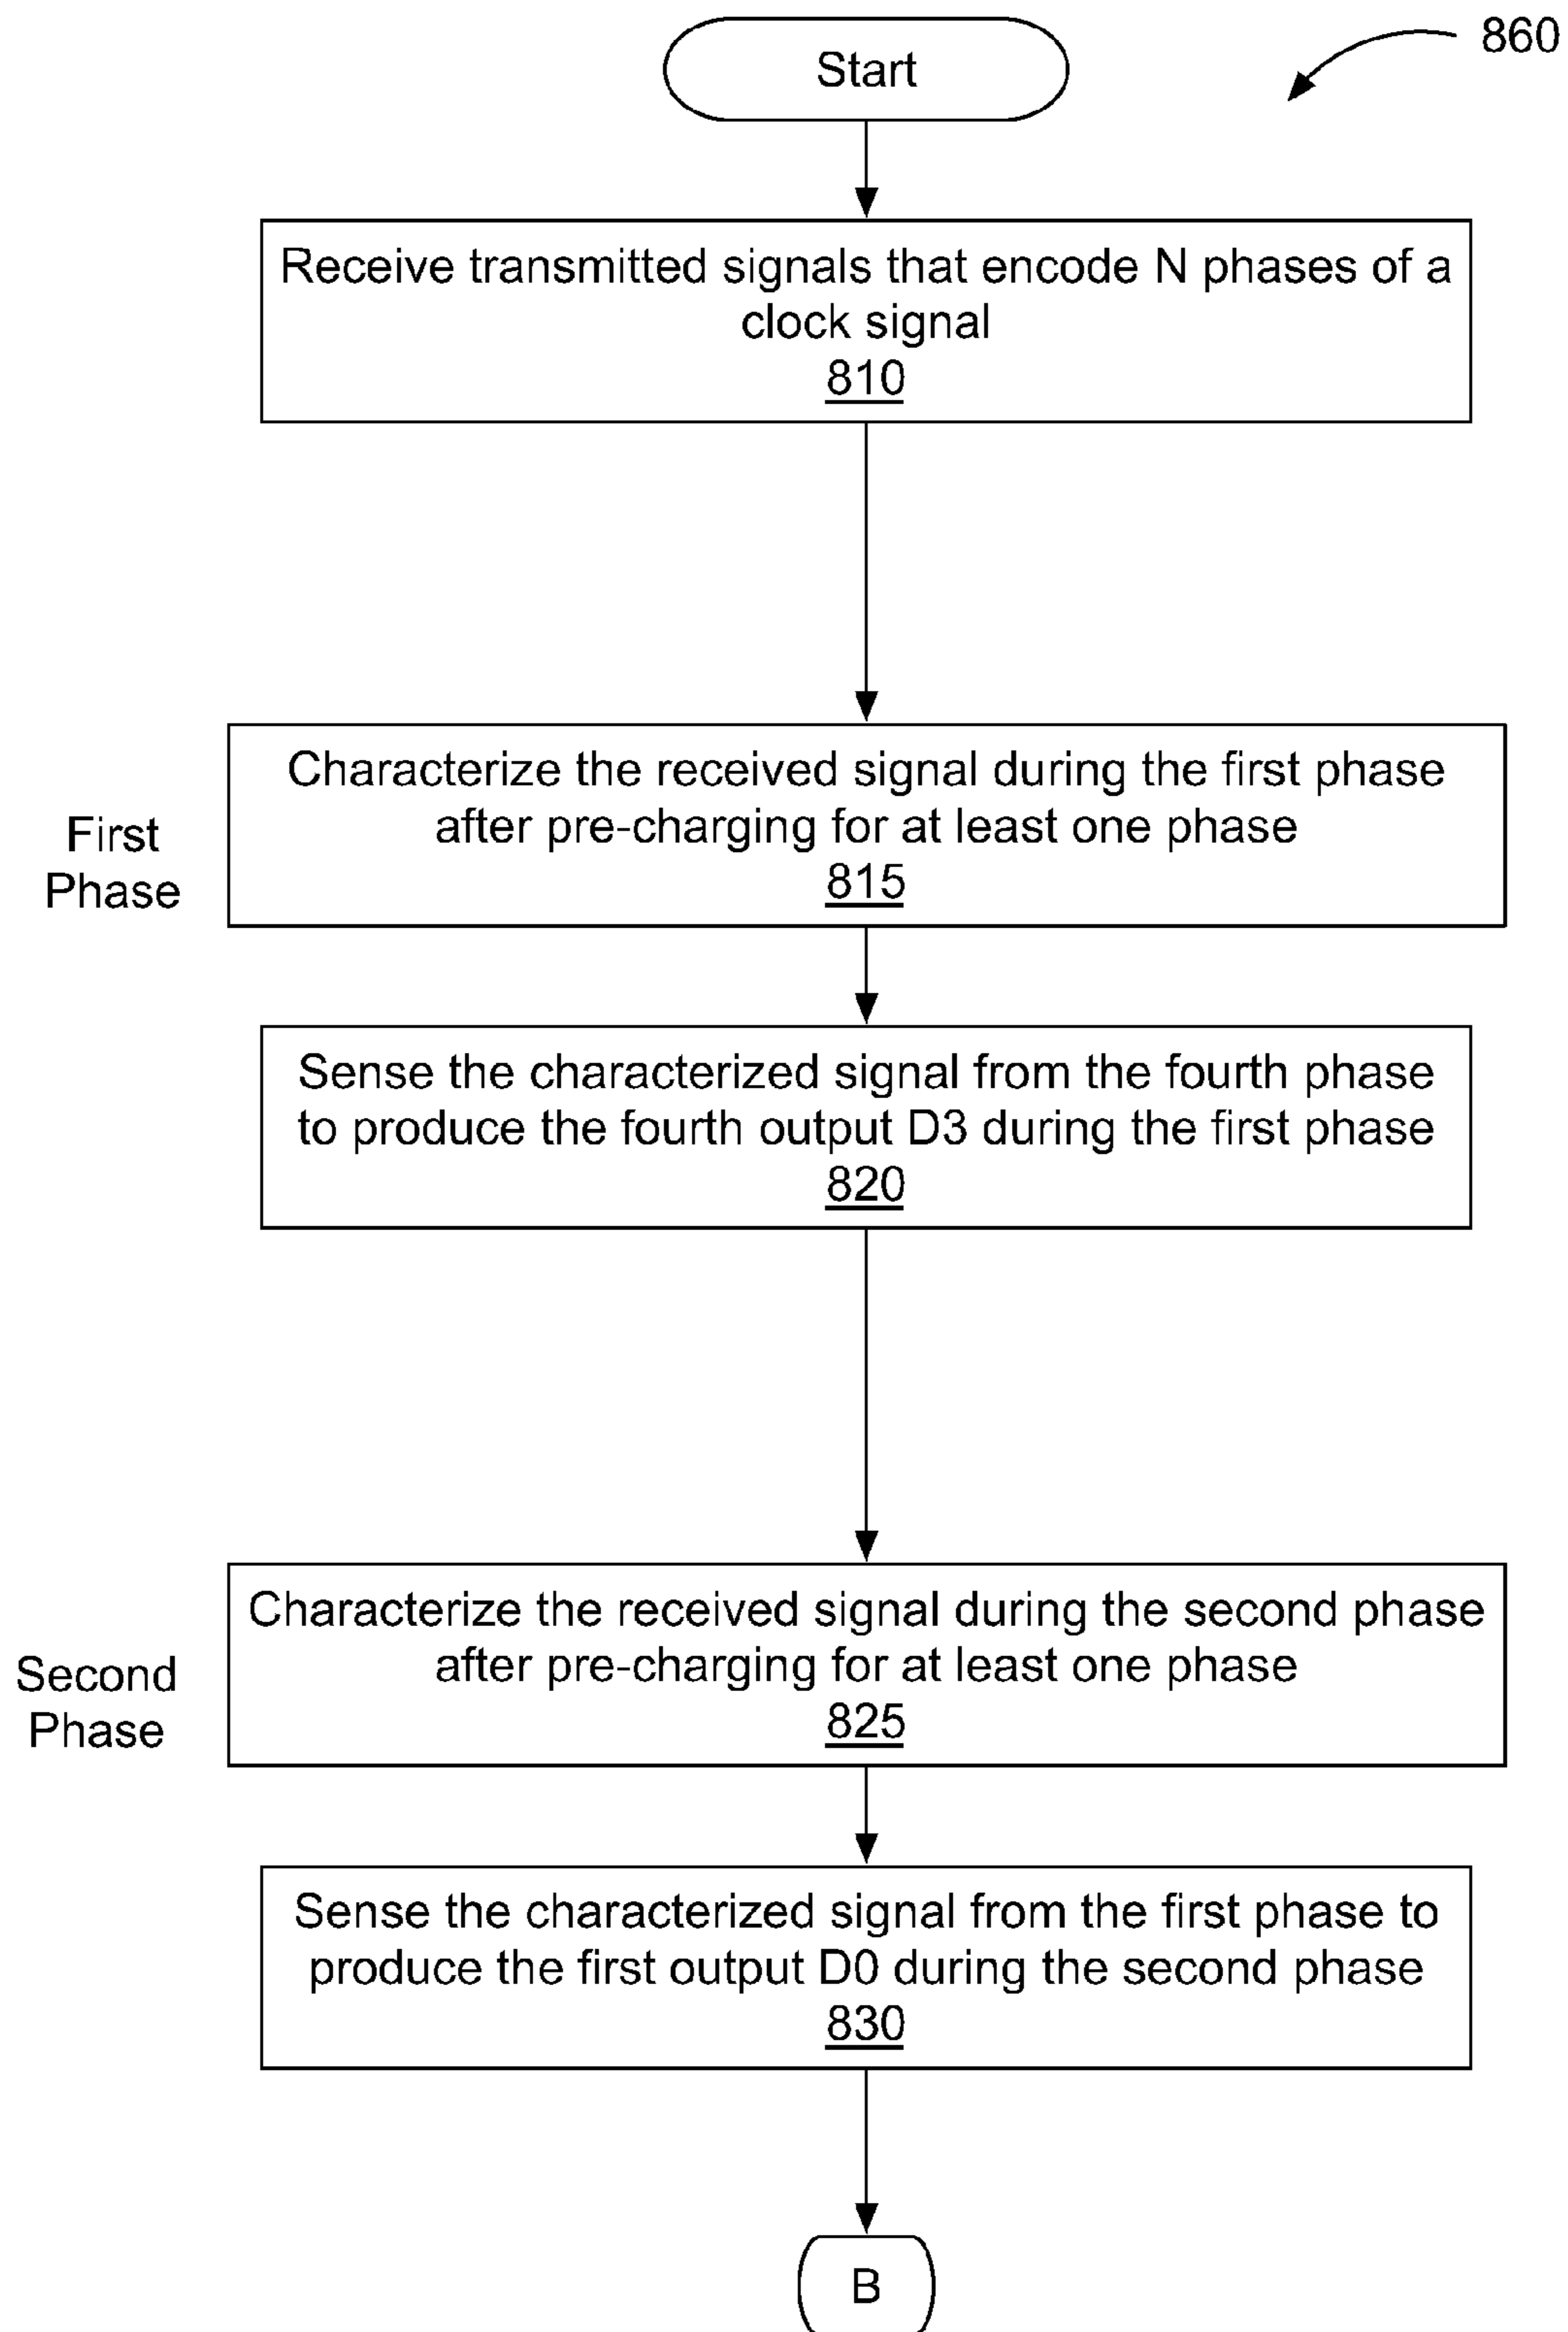 860
Start
Receive transmitted signals that encode N phases of a
clock signal
810
First
Phase
Characterize the received signal during the first phase
after pre-charging for at least one phase
815
Sense the characterized signal from the fourth phase
to produce the fourth output D3 during the first phase
820
Second
Phase
Characterize the received signal during the second phase
after pre-charging for at least one phase
825
Sense the characterized signal from the first phase to
produce the first output D0 during the second phase
830
B